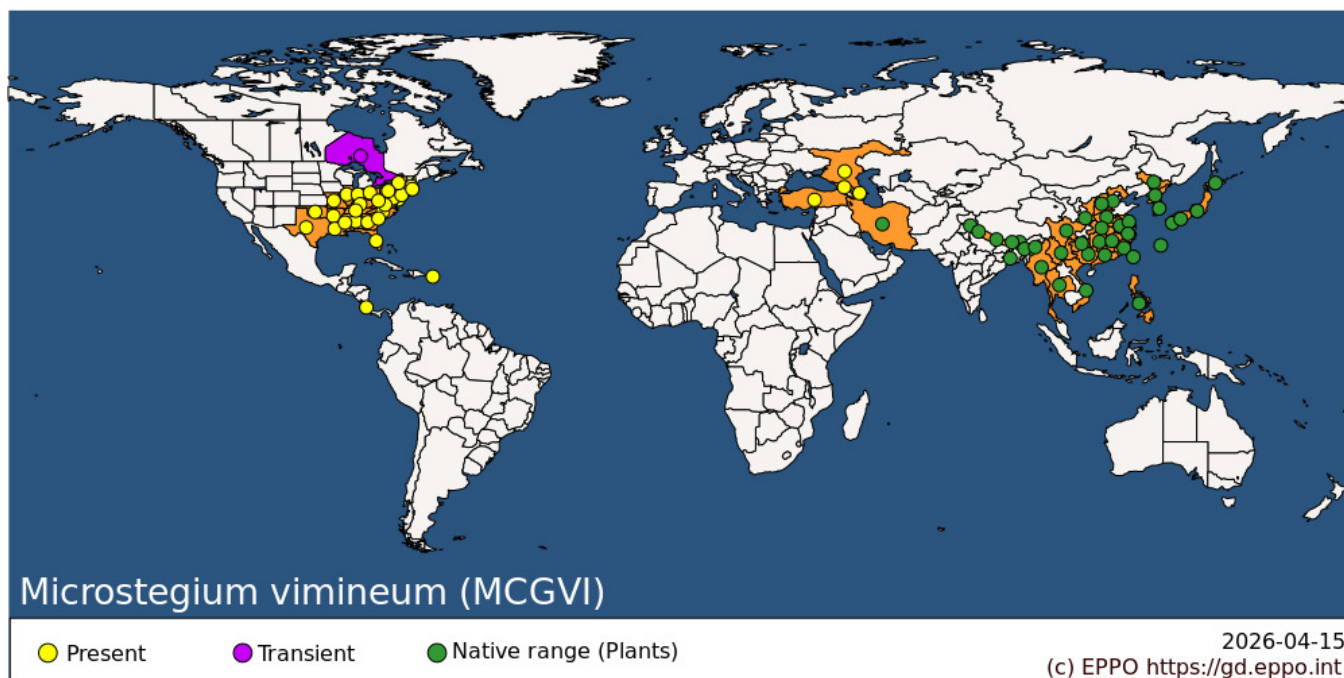 Microstegium vimineum (MCGVI)
Present
Transient
Native range (Plants)
2026-04-15
(c) EPPO https://gd.eppo.int